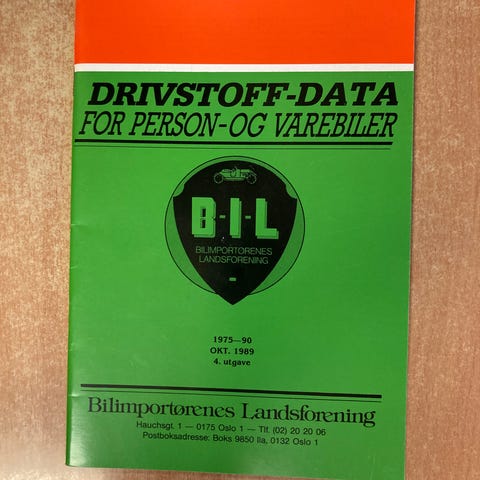 DRIVSTOFF-DATA
FOR PERSON-OG VAREBILER
B-I-L
BILIMPORTØRENES
LANDSFORENING
1975—90
OKT. 1989
4. utgave
Bilimportørenes Landsforening
Hauchsgt. 1 — 0175 Oslo 1 — Tlf. (02) 20 20 06
Postboksadresse: Boks 9850 Ila, 0132 Oslo 1